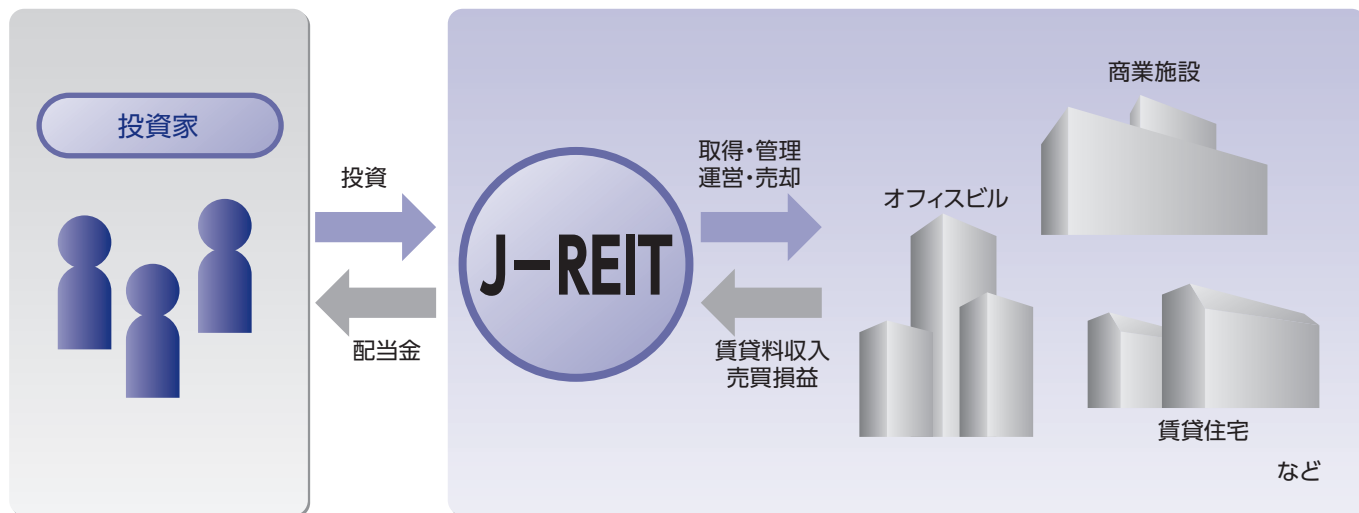 投資家
投資
配当金
J-REIT
取得・管理
運営・売却
賃貸料収入
売買損益
商業施設
オフィスビル
賃貸住宅
など